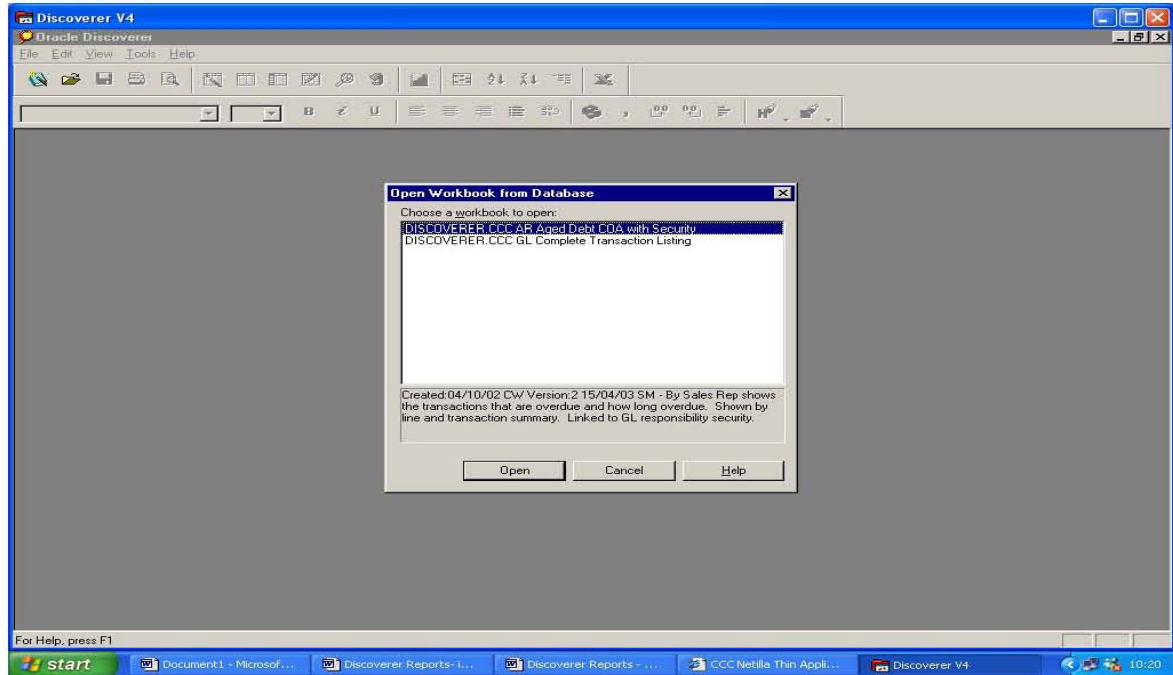 Discoverer V4
Oracle Discoverer
File Edit View Tools Help
B i U
Open Workbook from Database
Choose a workbook to open:
DISCOVERER.CCC AR Aged Debt COA with Security
DISCOVERER.CCC GL Complete Transaction Listing
Created:04/10/02 CW Version:2 15/04/03 SM - By Sales Rep shows
the transactions that are overdue and how long overdue. Shown by
line and transaction summary. Linked to GL responsibility security.
Open Cancel Help
For Help, press F1
start Document1 - Microsof... Discoverer Reports- i... Discoverer Reports - .... CCC Netilla Thin Appli... Discoverer V4 10:20